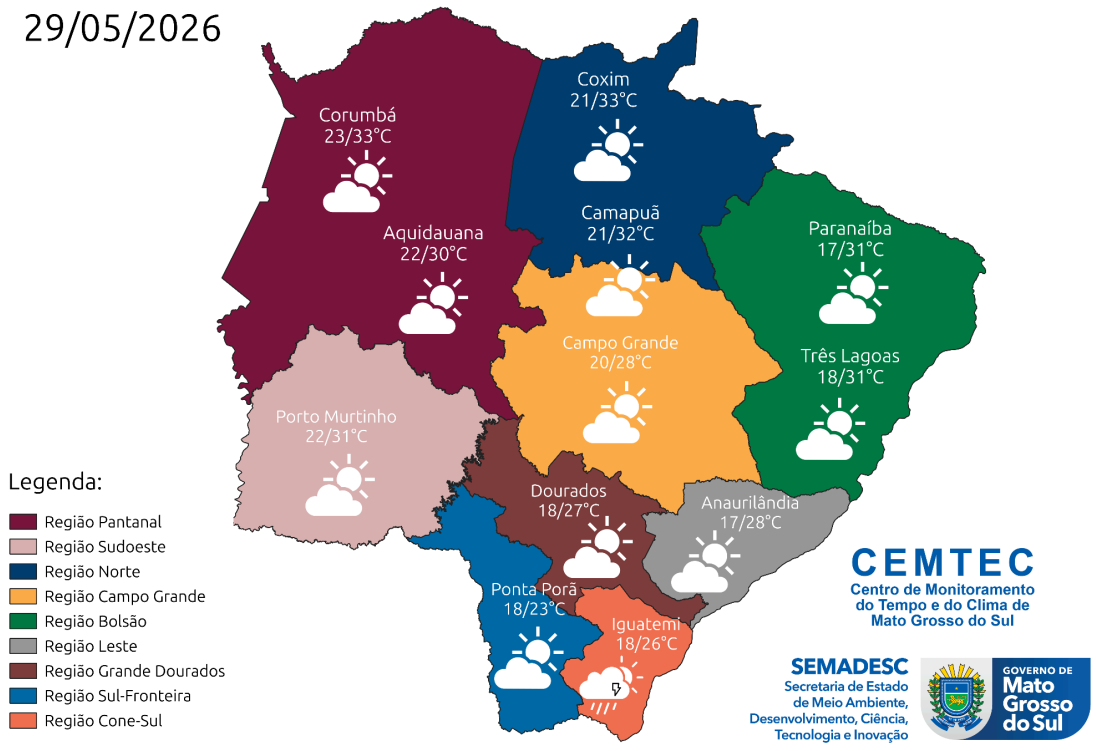 29/05/2026
Coxim
21/33°C
Corumbá
23/33°C
Camapuã
21/32°C
Aquidauana
22/30°C
Paranaíba
17/31°C
Campo Grande
20/28°C
Três Lagoas
18/31°C
Porto Murtinho
22/31°C
Dourados
18/27°C
Anaurilândia
17/28°C
Ponta Porã
18/23°C
Iguatemi
18/26°C
Legenda:
Região Pantanal
Região Sudoeste
Região Norte
Região Campo Grande
Região Bolsão
Região Leste
Região Grande Dourados
Região Sul-Fronteira
Região Cone-Sul
CEMTEC
Centro de Monitoramento
do Tempo e do Clima de
Mato Grosso do Sul
SEMADESC
Secretaria de Estado
de Meio Ambiente,
Desenvolvimento, Ciência,
Tecnologia e Inovação
GOVERNO DE
Mato
Grosso
do Sul